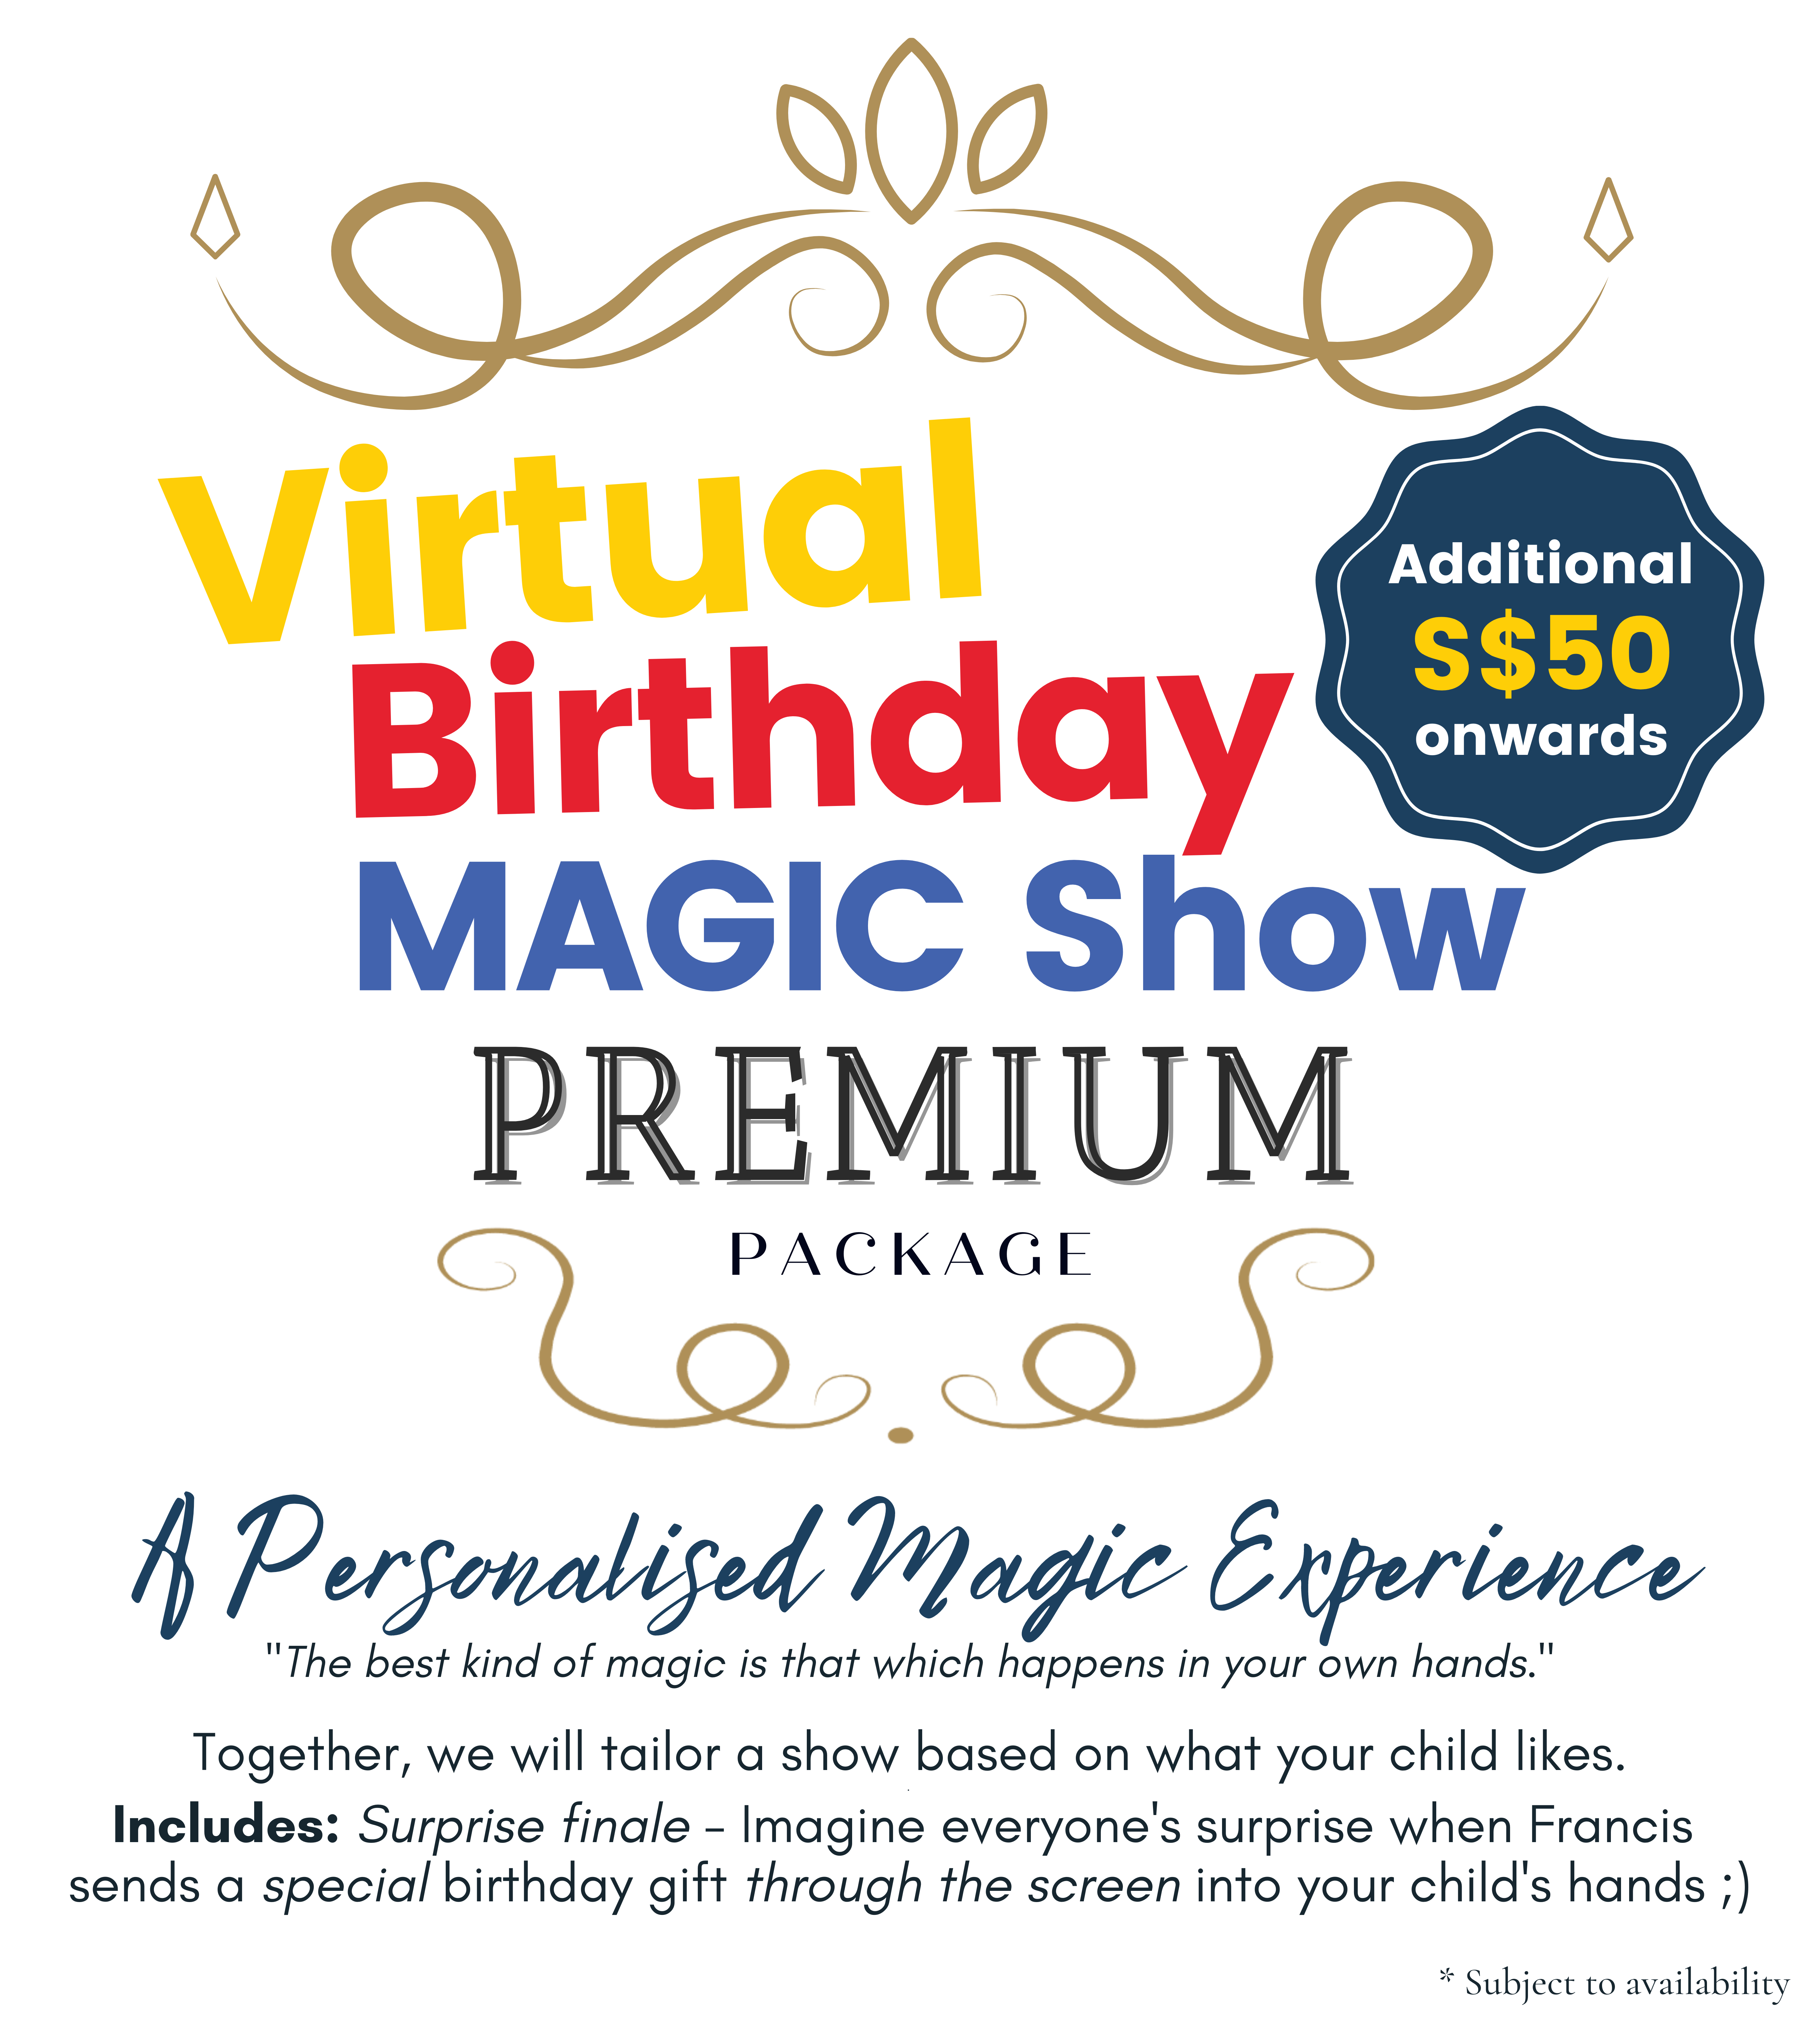 Virtual
Birthday
MAGIC Show
Additional
S$50
onwards
PREMIUM
PACKAGE
A Personalised Magic Experience
"The best kind of magic is that which happens in your own hands."
Together, we will tailor a show based on what your child likes.
Includes: Surprise finale – Imagine everyone's surprise when Francis
sends a special birthday gift through the screen into your child's hands ;)
* Subject to availability